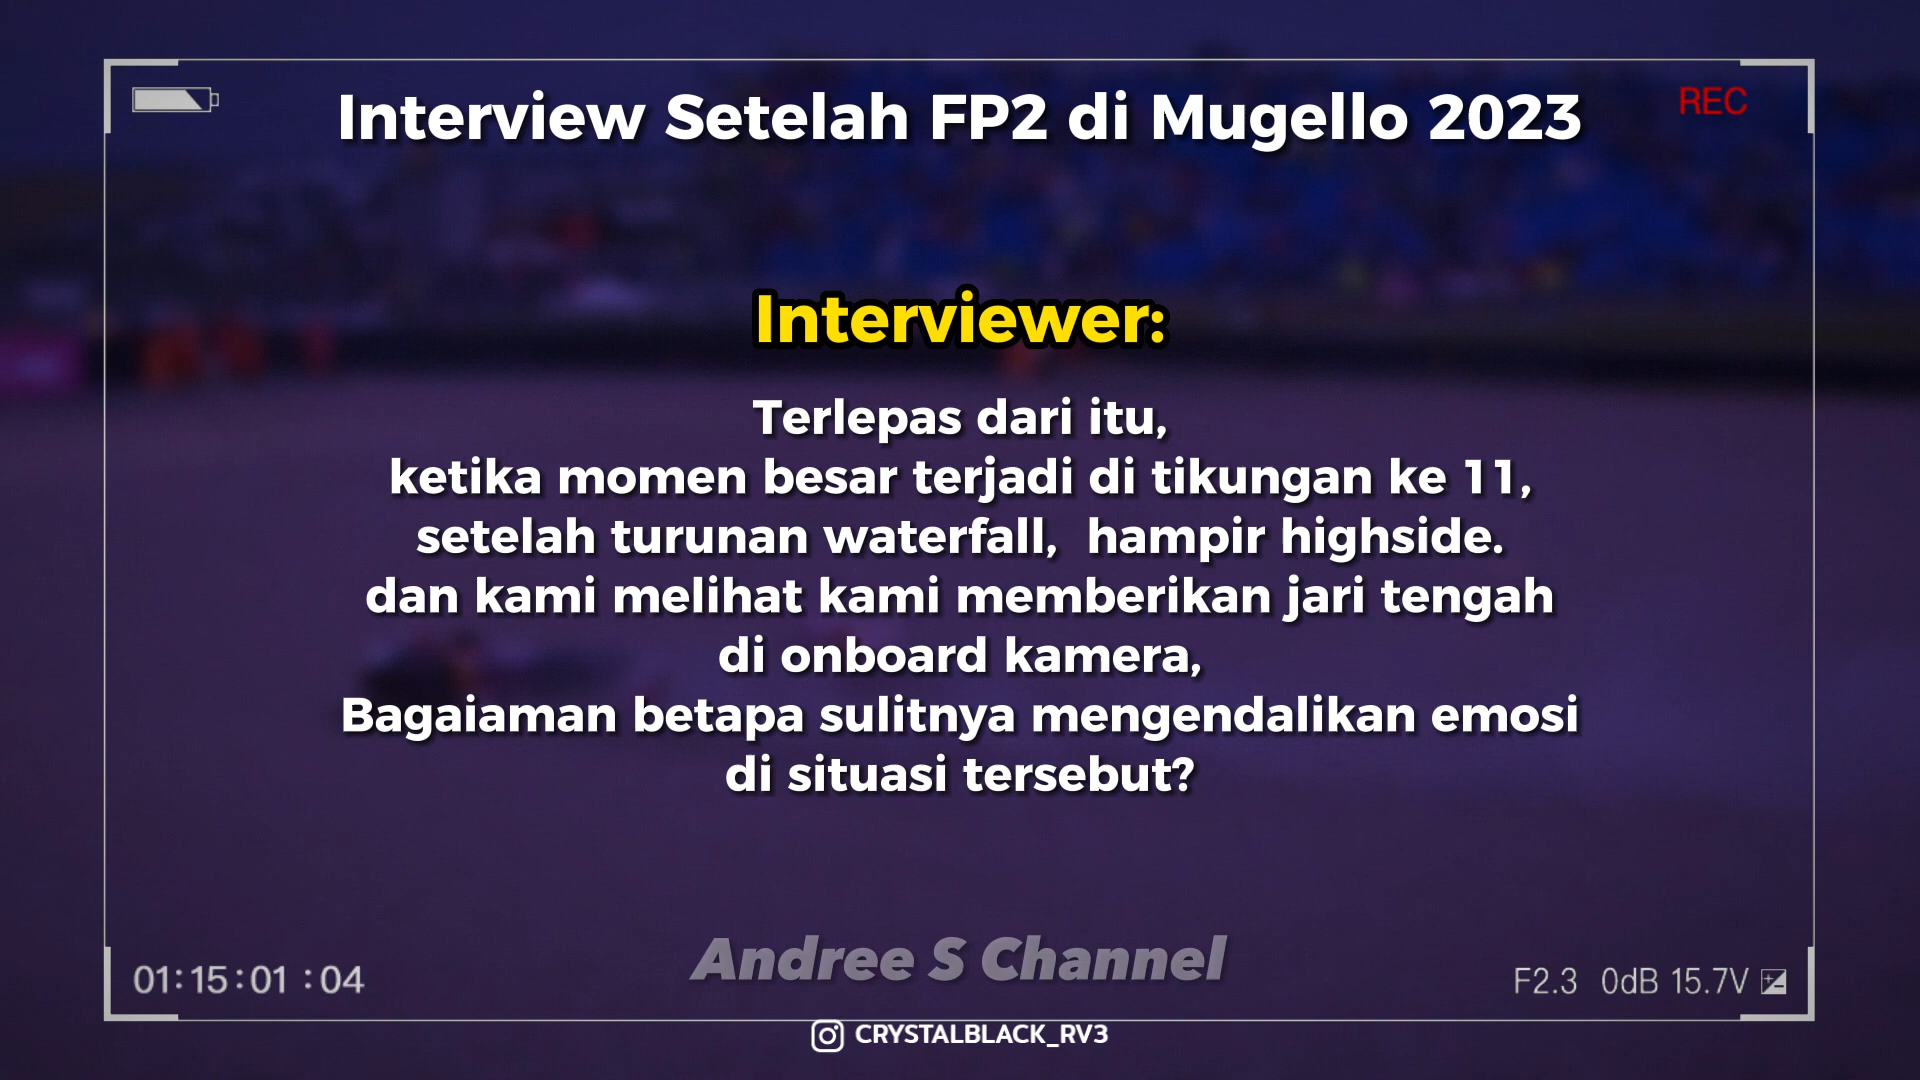 Interview Setelah FP2 di Mugello 2023
REC
Interviewer:
Terlepas dari itu,
ketika momen besar terjadi di tikungan ke 11,
setelah turunan waterfall, hampir highside.
dan kami melihat kami memberikan jari tengah
di onboard kamera,
Bagaiaman betapa sulitnya mengendalikan emosi
di situasi tersebut?
Andree S Channel
01:15:01 :04
F2.3 0dB 15.7V
CRYSTALBLACK_RV3